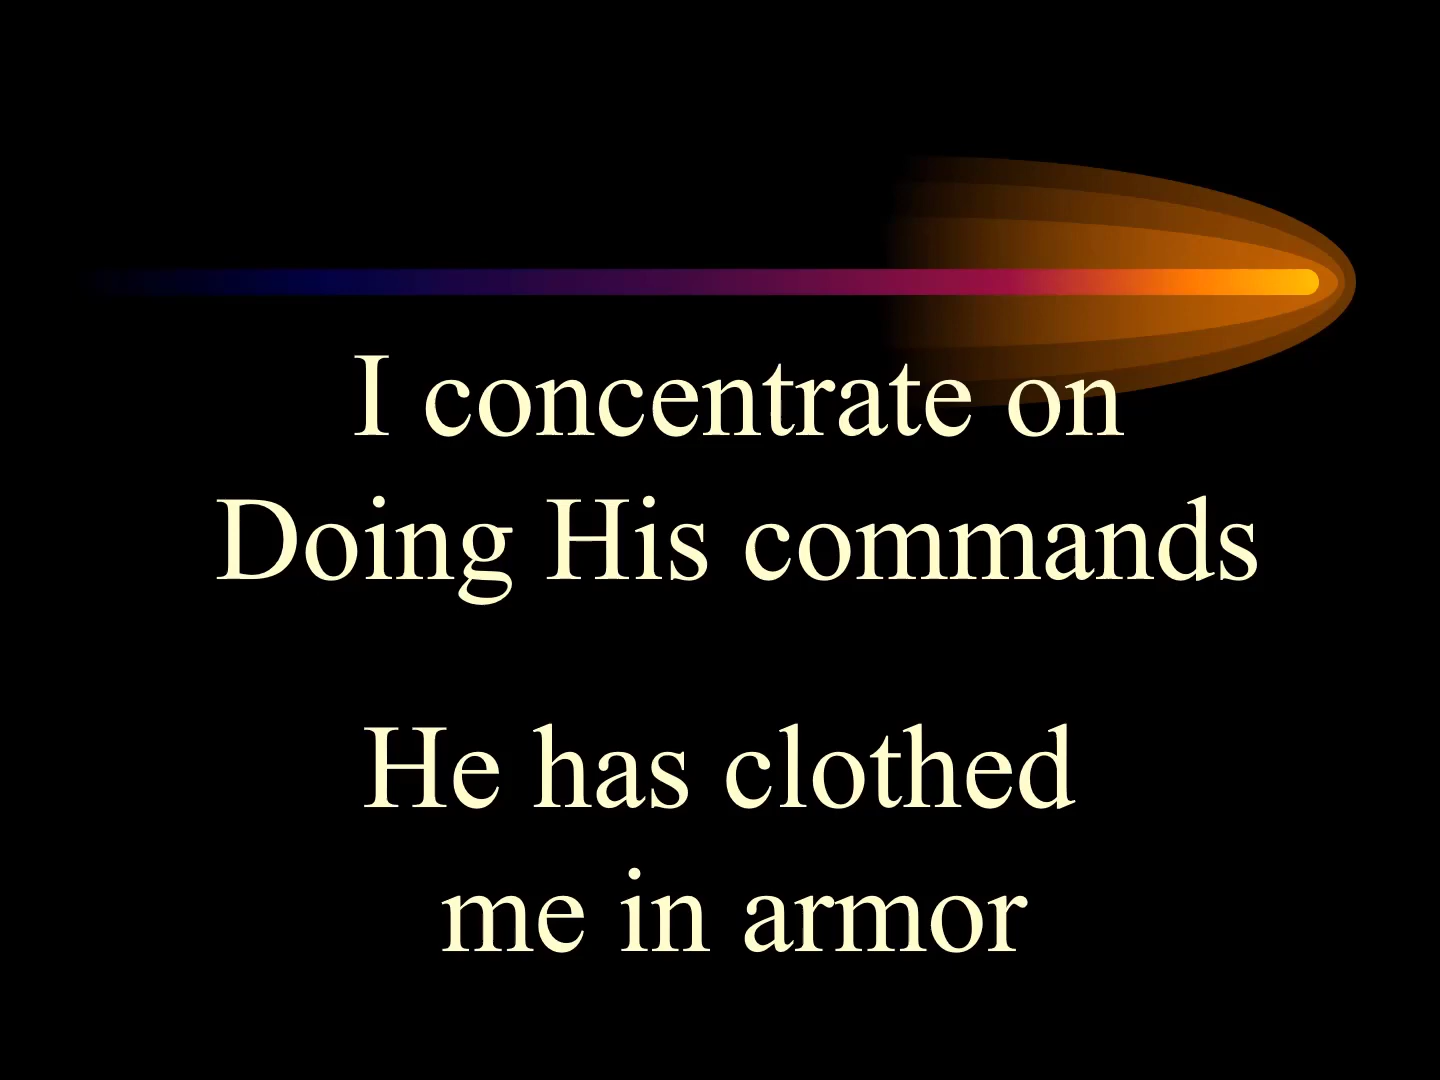 I concentrate on
Doing His commands
He has clothed
me in armor